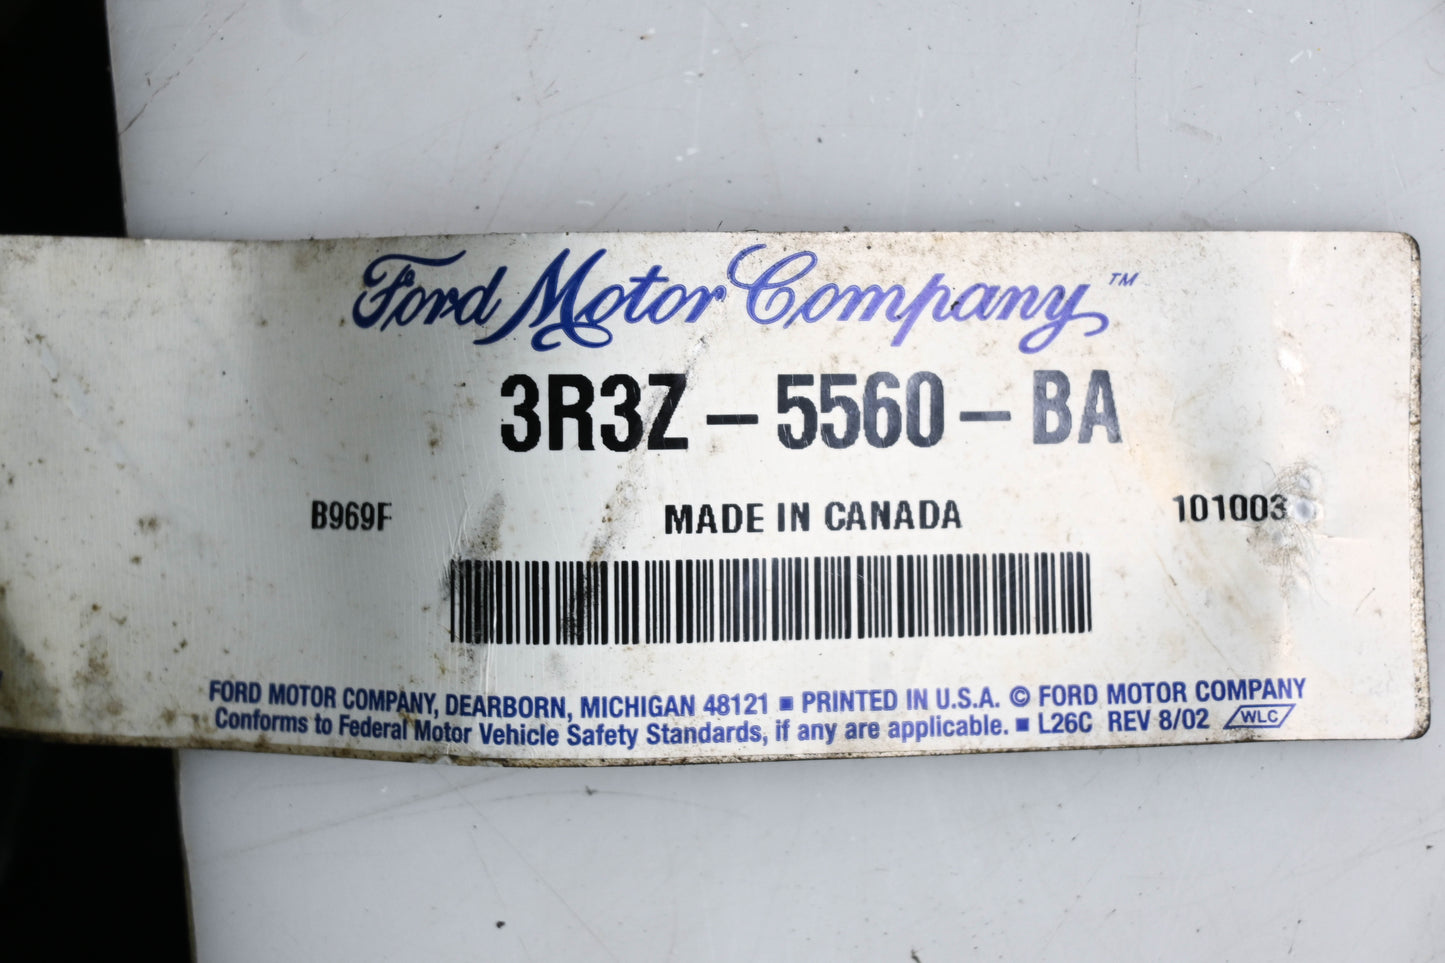 Ford Motor Company™
3R3Z-5560-BA
B969F MADE IN CANADA 101003
FORD MOTOR COMPANY, DEARBORN, MICHIGAN 48121 ■ PRINTED IN U.S.A. © FORD MOTOR COMPANY
Conforms to Federal Motor Vehicle Safety Standards, if any are applicable. ■ L26C REV 8/02 WLC